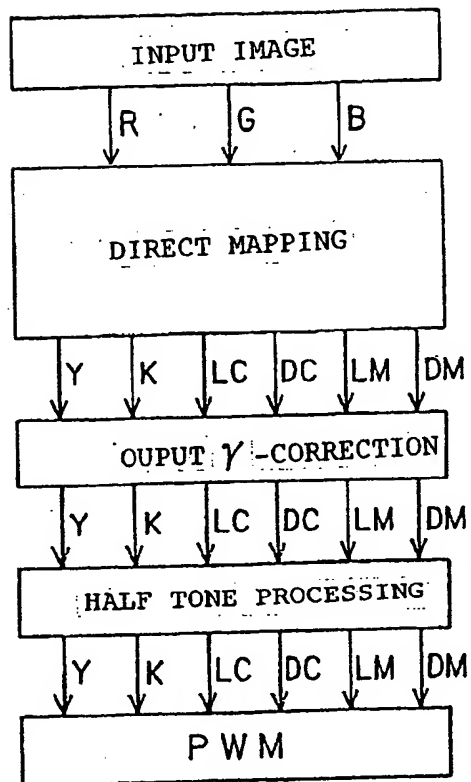 INPUT IMAGE
R G B
DIRECT MAPPING
Y K LC DC LM DM
OUPUT γ-CORRECTION
Y K LC DC LM DM
HALF TONE PROCESSING
Y K LC DC LM DM
PWM